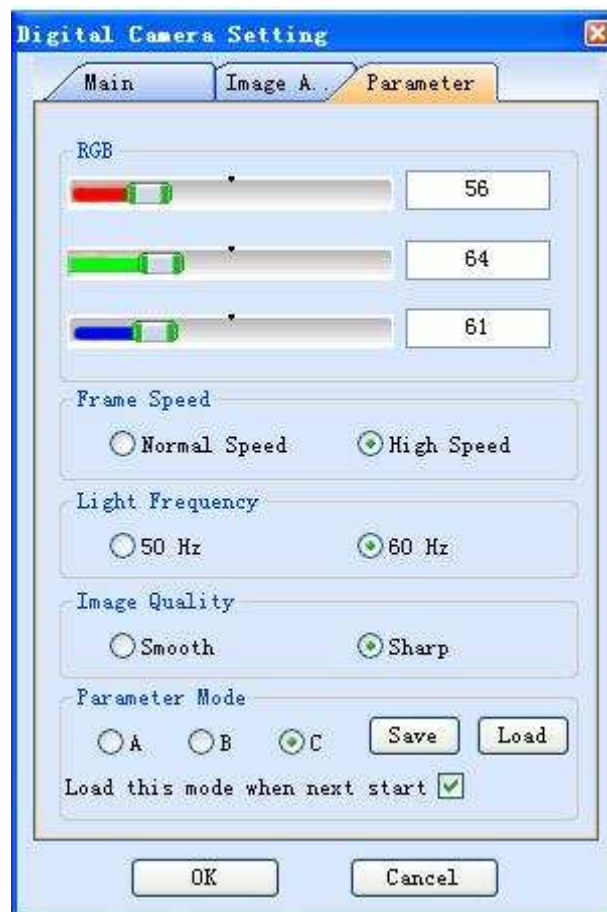 Digital Camera Setting
Main Image A.. Parameter
RGB
56
64
61
Frame Speed
Normal Speed High Speed
Light Frequency
50 Hz 60 Hz
Image Quality
Smooth Sharp
Parameter Mode
A B C Save Load
Load this mode when next start
OK Cancel